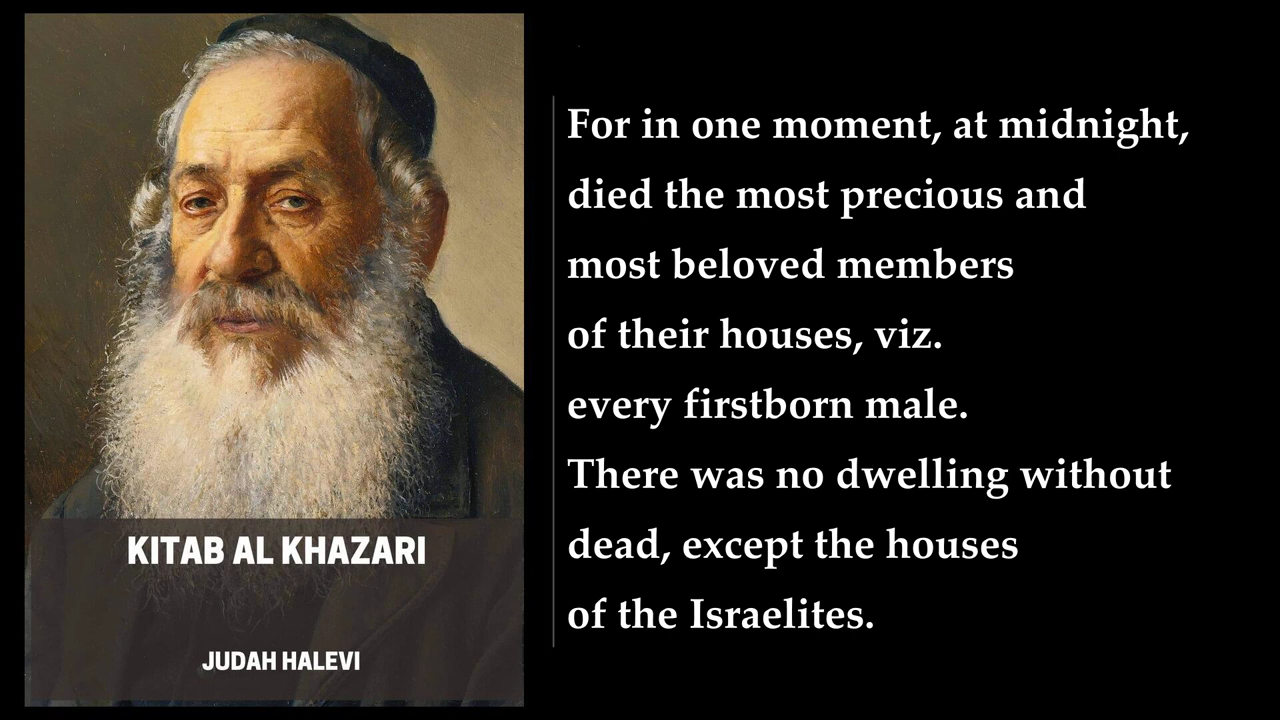 KITAB AL KHAZARI
JUDAH HALEVI
For in one moment, at midnight,
died the most precious and
most beloved members
of their houses, viz.
every firstborn male.
There was no dwelling without
dead, except the houses
of the Israelites.